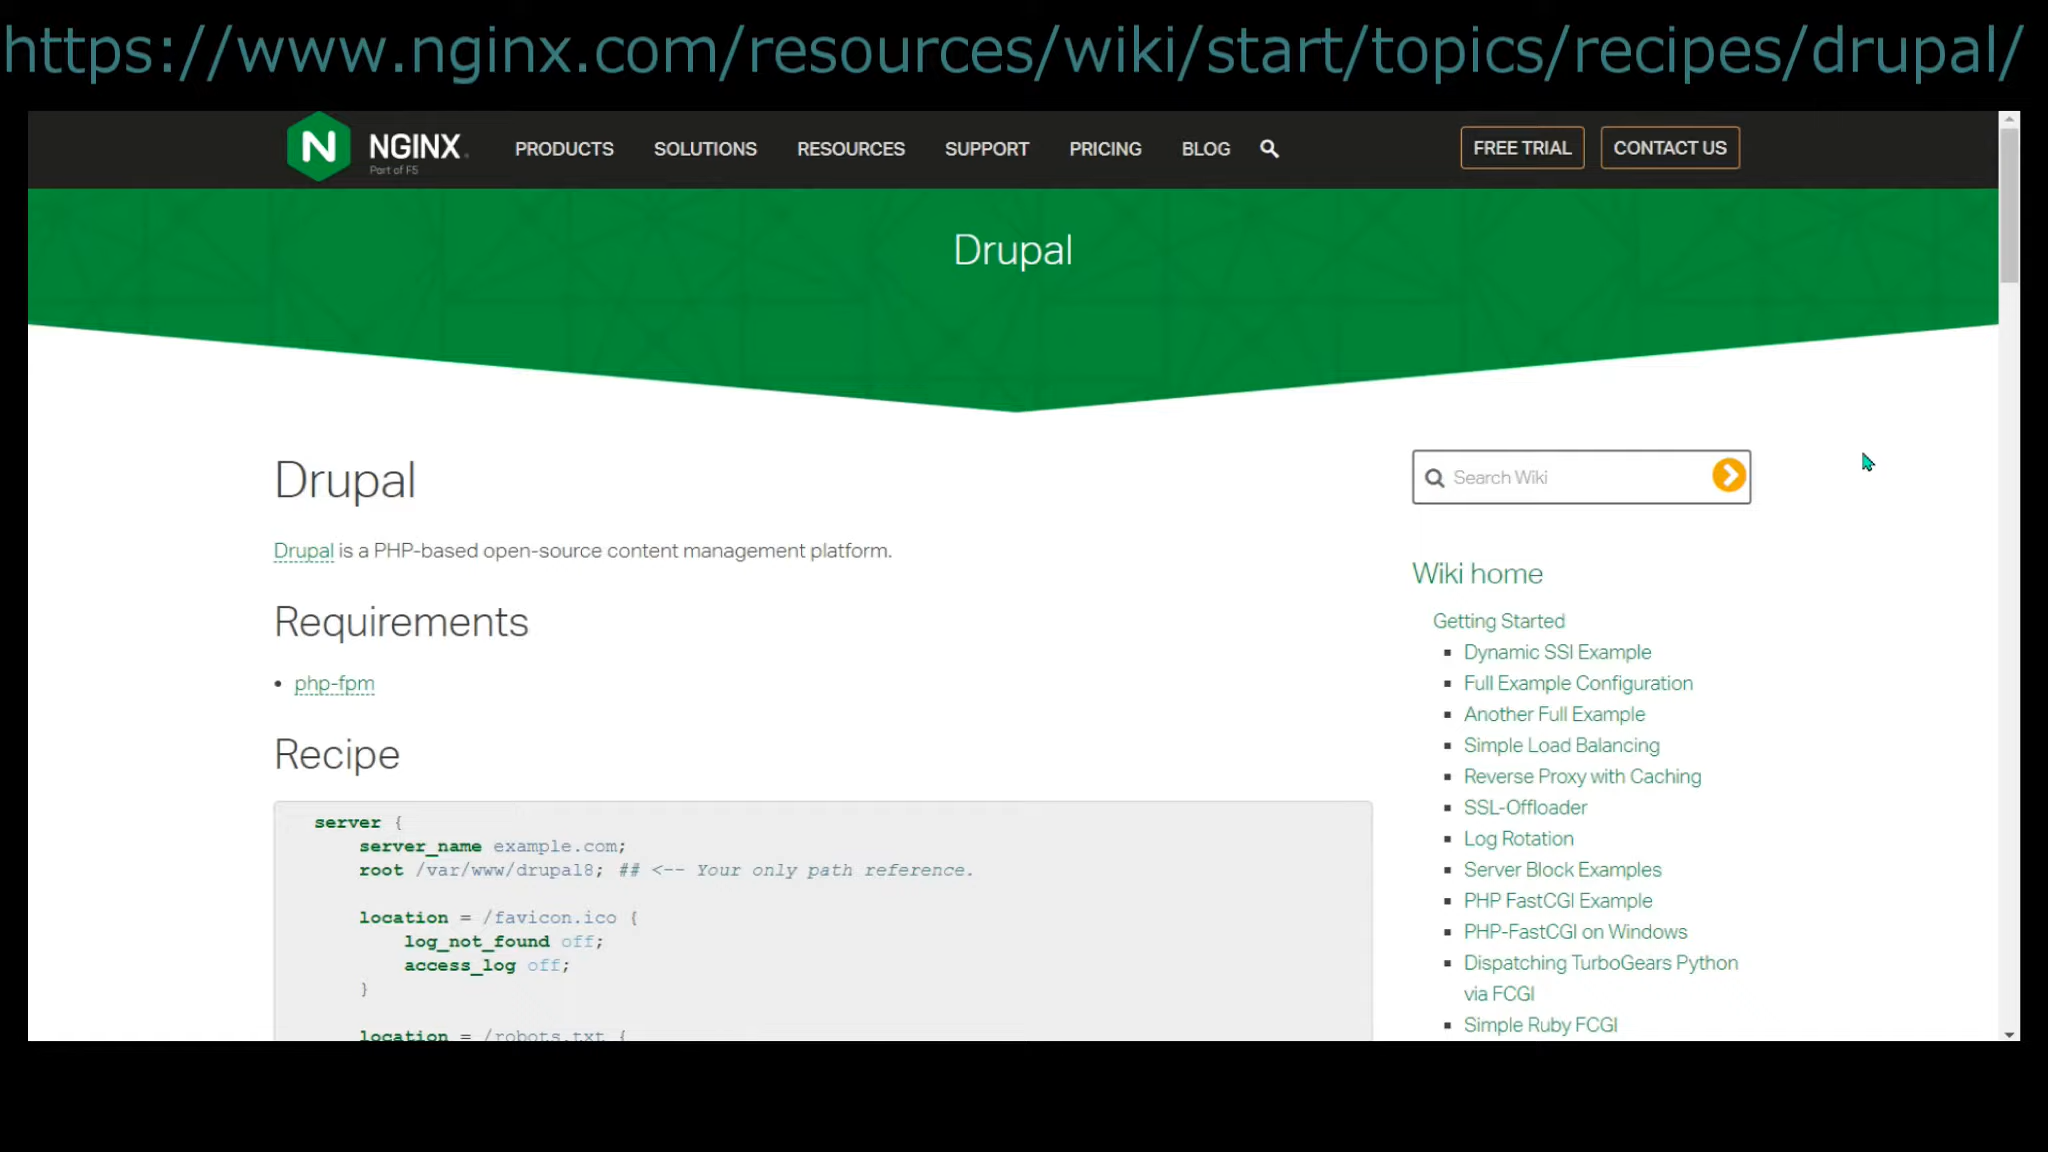 https://www.nginx.com/resources/wiki/start/topics/recipes/drupal/
N NGINX PRODUCTS SOLUTIONS RESOURCES SUPPORT PRICING BLOG FREE TRIAL CONTACT US
Part of F5
Drupal
Drupal
Search Wiki
Drupal is a PHP-based open-source content management platform.
Requirements
• php-fpm
Recipe
server {
server_name example.com;
root /var/www/drupal8; ## <-- Your only path reference.
location = /favicon.ico {
log_not_found off;
access_log off;
}
location = /robots.txt {
Wiki home
Getting Started
Dynamic SSI Example
Full Example Configuration
Another Full Example
Simple Load Balancing
Reverse Proxy with Caching
SSL-Offloader
Log Rotation
Server Block Examples
PHP FastCGI Example
PHP-FastCGI on Windows
Dispatching TurboGears Python
via FCGI
Simple Ruby FCGI